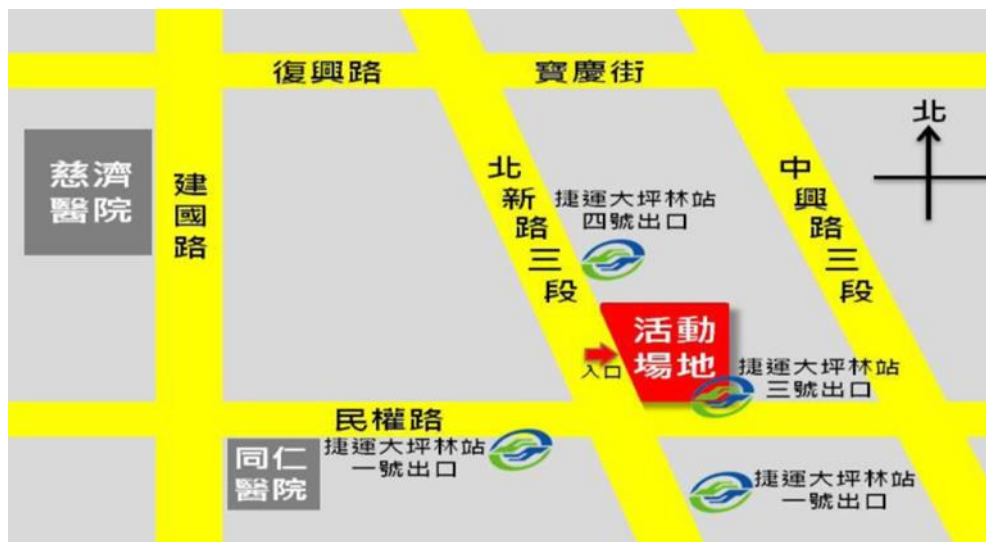 復興路
寶慶街
北
慈濟
醫院
建國路
北新路三段
中興路三段
捷運大坪林站
四號出口
活動
場地
入口
捷運大坪林站
三號出口
民權路
同仁
醫院
捷運大坪林站
一號出口
捷運大坪林站
一號出口